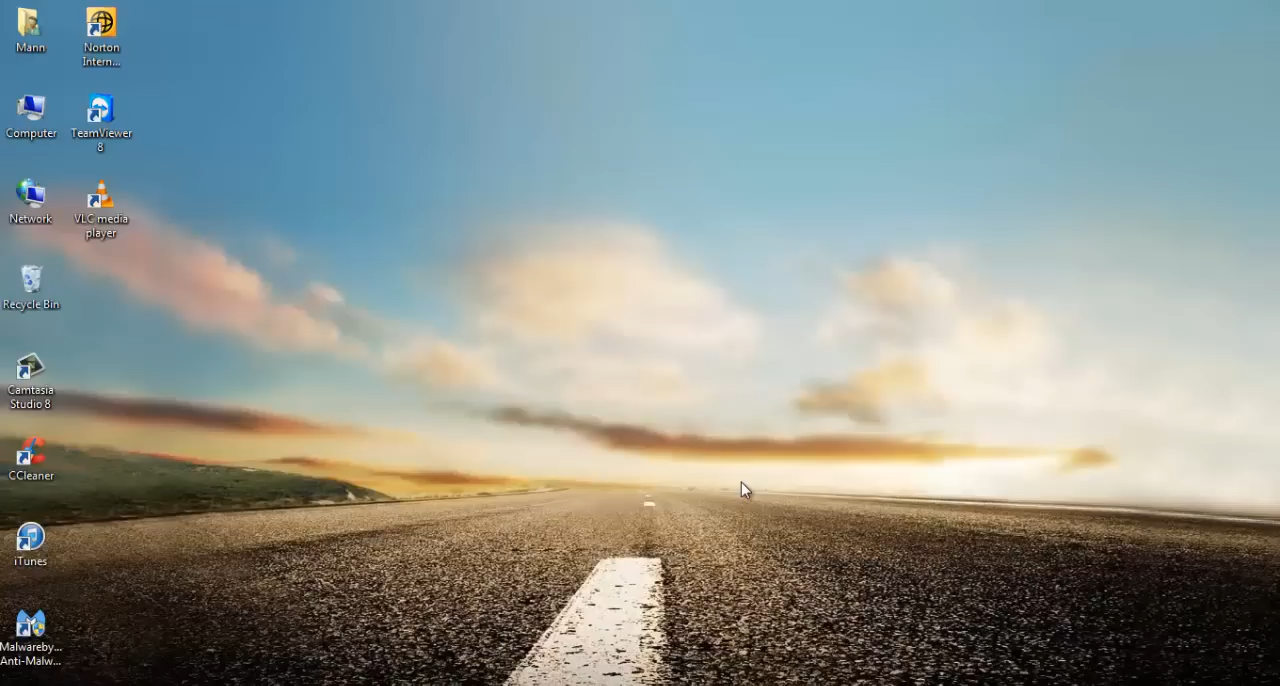 Mann
Norton
Intern...
Computer
TeamViewer
8
Network
VLC media
player
Recycle Bin
Camtasia
Studio 8
CCleaner
iTunes
Malwareby...
Anti-Malw...